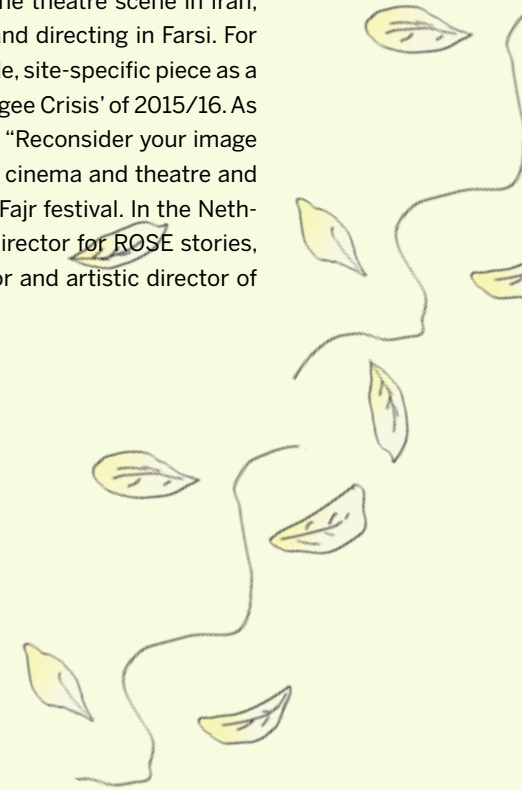 ne theatre scene in Iran,
nd directing in Farsi. For
e, site-specific piece as a
gee Crisis’ of 2015/16. As
“Reconsider your image
cinema and theatre and
Fajr festival. In the Neth-
irector for ROSE stories,
or and artistic director of